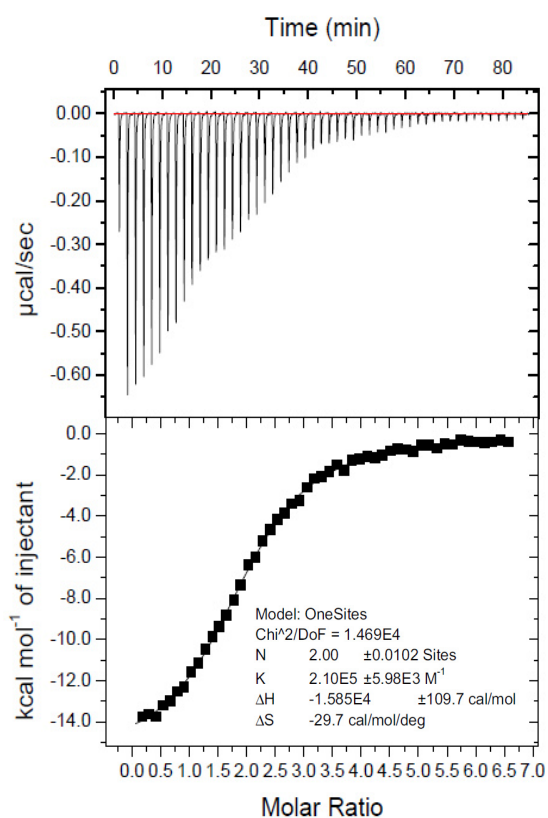 Time (min)
0 10 20 30 40 50 60 70 80
0.00
-0.10
-0.20
-0.30
-0.40
-0.50
-0.60
µcal/sec
0.0
-2.0
-4.0
-6.0
-8.0
-10.0
-12.0
-14.0
kcal mol⁻¹ of injectant
Model: OneSites
Chi^2/DoF = 1.469E4
N 2.00 ±0.0102 Sites
K 2.10E5 ±5.98E3 M⁻¹
ΔH -1.585E4 ±109.7 cal/mol
ΔS -29.7 cal/mol/deg
0.0 0.5 1.0 1.5 2.0 2.5 3.0 3.5 4.0 4.5 5.0 5.5 6.0 6.5 7.0
Molar Ratio